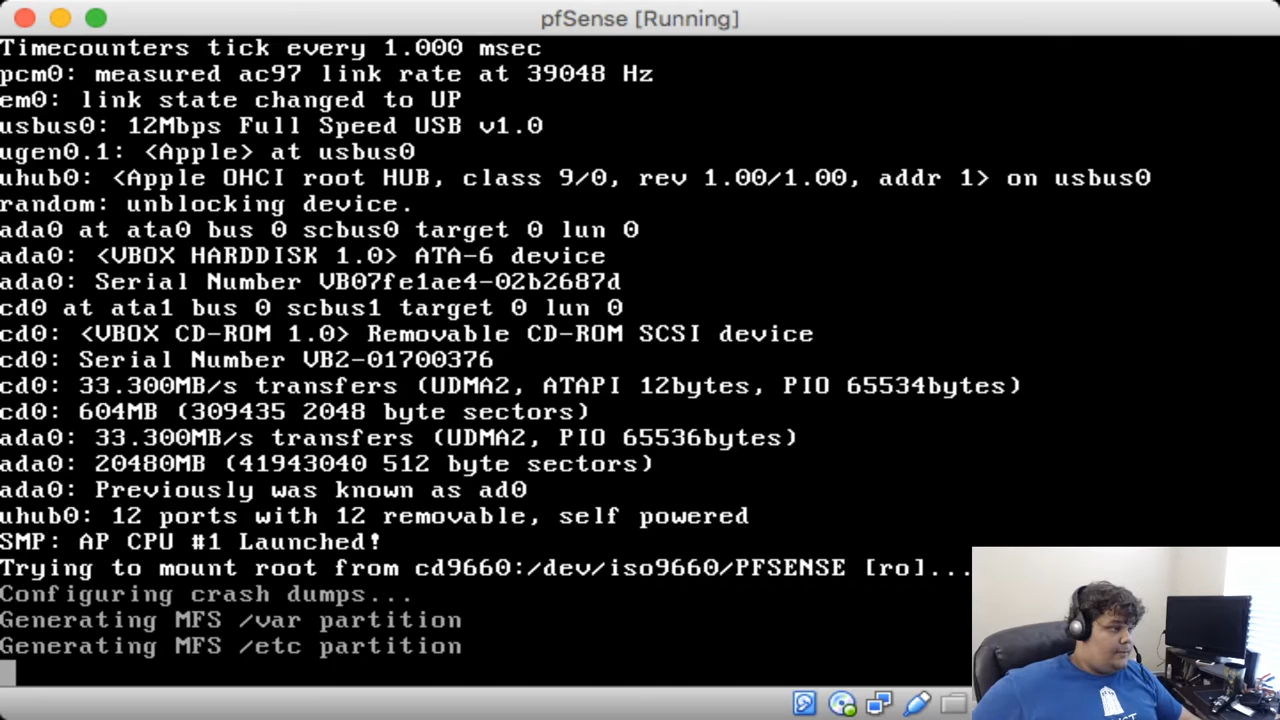 pfSense [Running]
Timecounters tick every 1.000 msec
pcm0: measured ac97 link rate at 39048 Hz
em0: link state changed to UP
usbus0: 12Mbps Full Speed USB v1.0
ugen0.1: <Apple> at usbus0
uhub0: <Apple OHCI root HUB, class 9/0, rev 1.00/1.00, addr 1> on usbus0
random: unblocking device.
ada0 at ata0 bus 0 scbus0 target 0 lun 0
ada0: <VBOX HARDDISK 1.0> ATA-6 device
ada0: Serial Number VB07fe1ae4-02b2687d
cd0 at ata1 bus 0 scbus1 target 0 lun 0
cd0: <VBOX CD-ROM 1.0> Removable CD-ROM SCSI device
cd0: Serial Number VB2-01700376
cd0: 33.300MB/s transfers (UDMA2, ATAPI 12bytes, PIO 65534bytes)
cd0: 604MB (309435 2048 byte sectors)
ada0: 33.300MB/s transfers (UDMA2, PIO 65536bytes)
ada0: 20480MB (41943040 512 byte sectors)
ada0: Previously was known as ad0
uhub0: 12 ports with 12 removable, self powered
SMP: AP CPU #1 Launched!
Trying to mount root from cd9660:/dev/iso9660/PFSENSE [ro]...
Configuring crash dumps...
Generating MFS /var partition
Generating MFS /etc partition